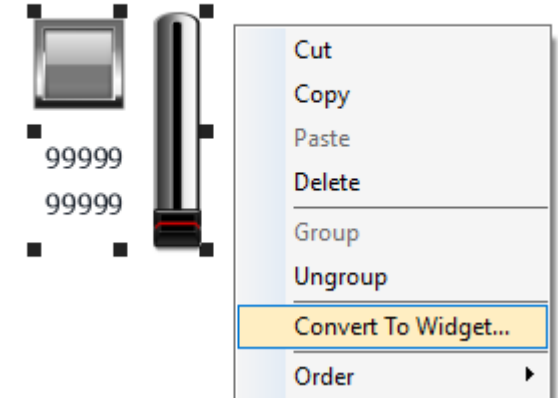 99999
99999
Cut
Copy
Paste
Delete
Group
Ungroup
Convert To Widget...
Order